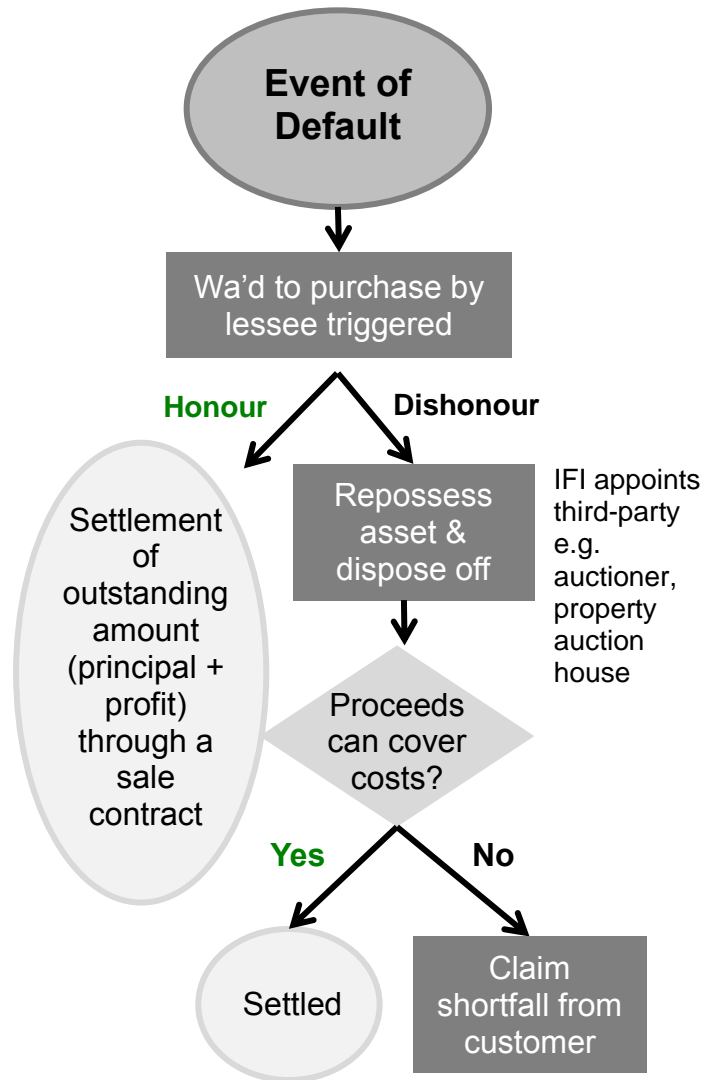 Event of
Default
Wa’d to purchase by
lessee triggered
Honour
Dishonour
Settlement
of
outstanding
amount
(principal +
profit)
through a
sale
contract
Repossess
asset &
dispose off
IFI appoints
third-party
e.g.
auctioner,
property
auction
house
Proceeds
can cover
costs?
Yes
No
Settled
Claim
shortfall from
customer